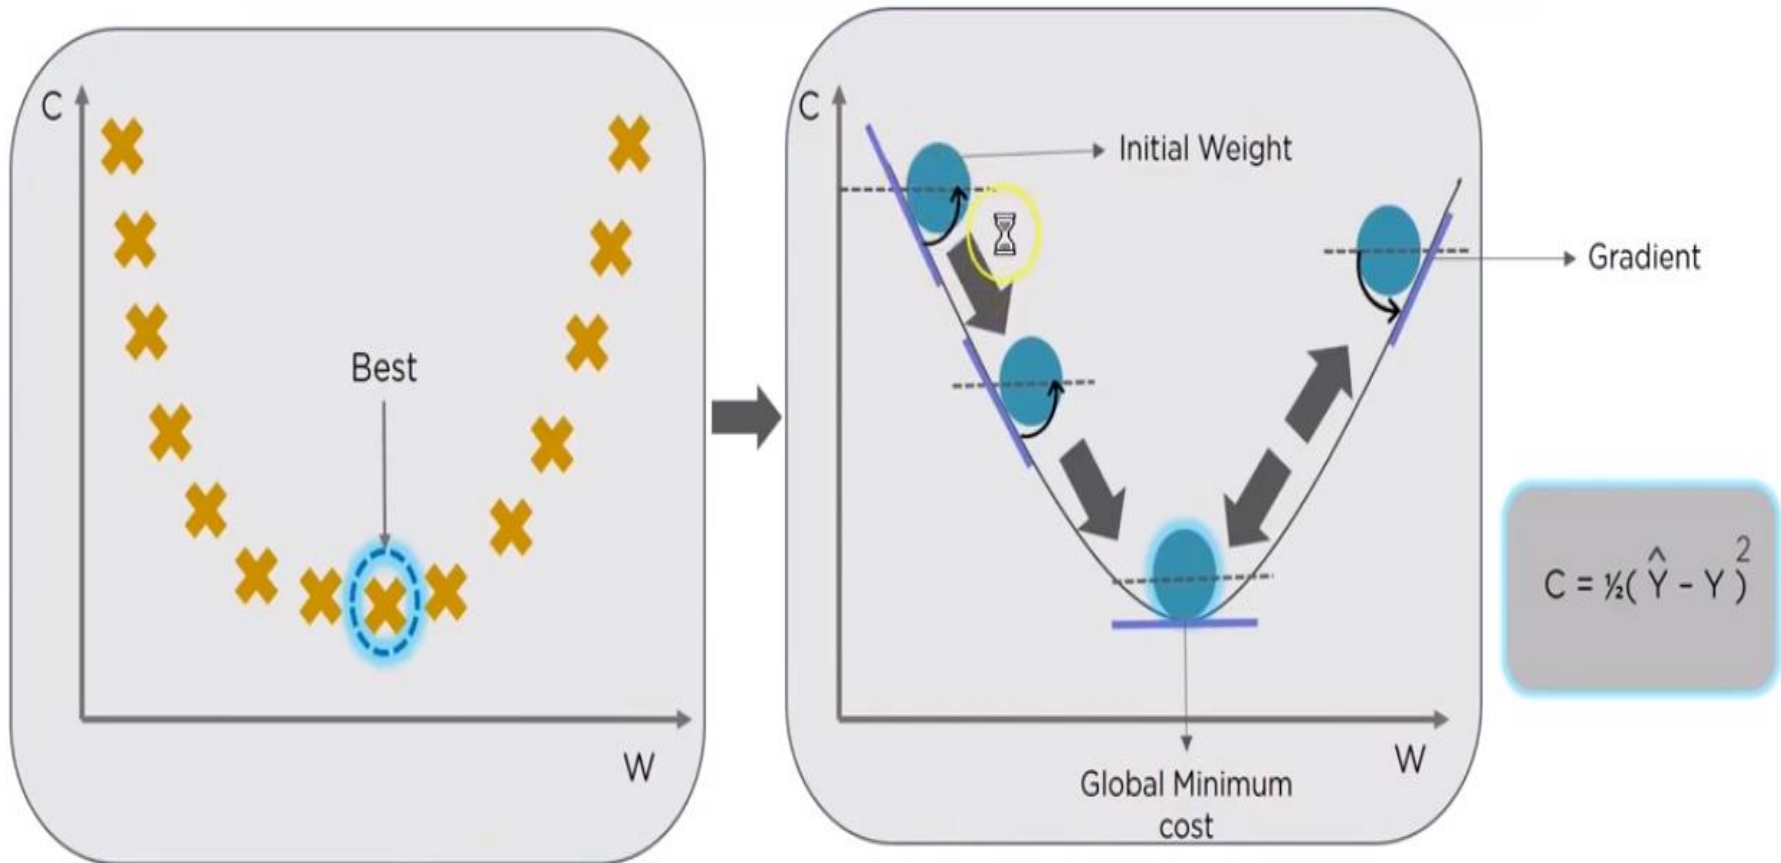 C
Best
W
C
Initial Weight
Gradient
W
Global Minimum
cost
C = ½( Ŷ - Y )²